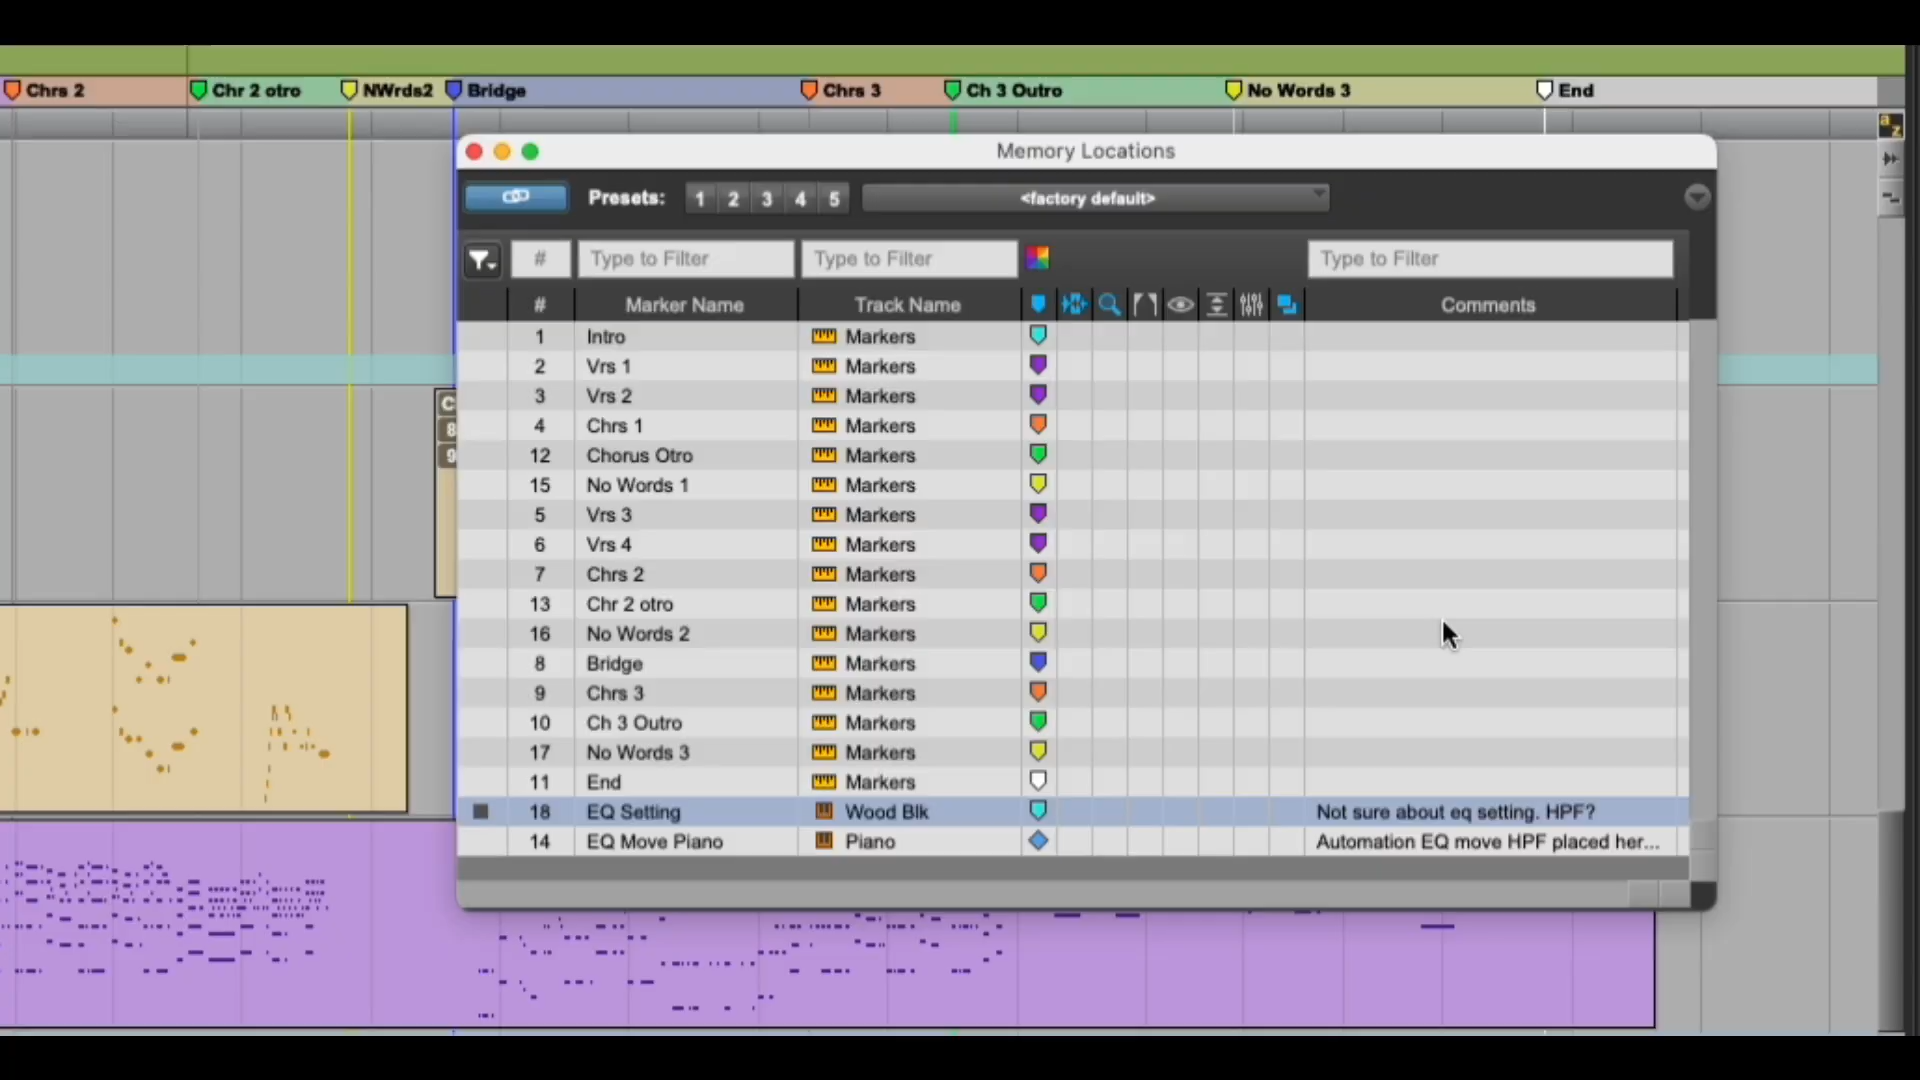 Chrs 2 Chr 2 otro NWrds2 Bridge Chrs 3 Ch 3 Outro No Words 3 End
a z
Memory Locations
Presets: 1 2 3 4 5 <factory default>
# Type to Filter Type to Filter Type to Filter
# Marker Name Track Name Comments
1 Intro Markers
2 Vrs 1 Markers
3 Vrs 2 Markers
C
4 Chrs 1 Markers
8
12 Chorus Otro Markers
9
15 No Words 1 Markers
5 Vrs 3 Markers
6 Vrs 4 Markers
7 Chrs 2 Markers
13 Chr 2 otro Markers
16 No Words 2 Markers
8 Bridge Markers
9 Chrs 3 Markers
10 Ch 3 Outro Markers
17 No Words 3 Markers
11 End Markers
18 EQ Setting Wood Blk Not sure about eq setting. HPF?
14 EQ Move Piano Piano Automation EQ move HPF placed her...